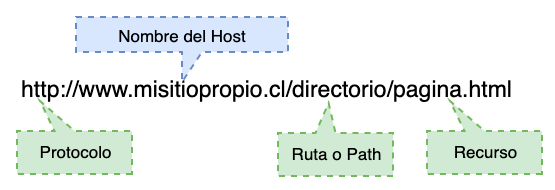 Nombre del Host
http://www.misitiopropio.cl/directorio/pagina.html
Protocolo
Ruta o Path
Recurso